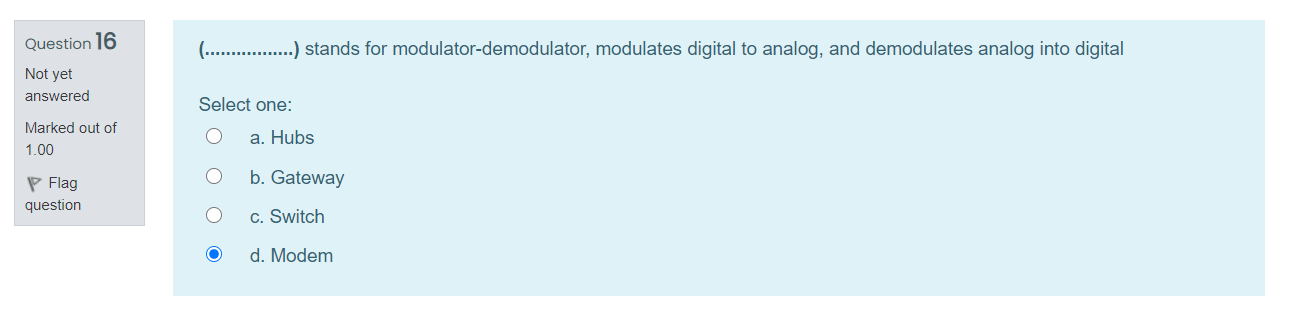 Question 16
Not yet
answered
Marked out of
1.00
Flag
question
(.................) stands for modulator-demodulator, modulates digital to analog, and demodulates analog into digital
Select one:
a. Hubs
b. Gateway
c. Switch
d. Modem